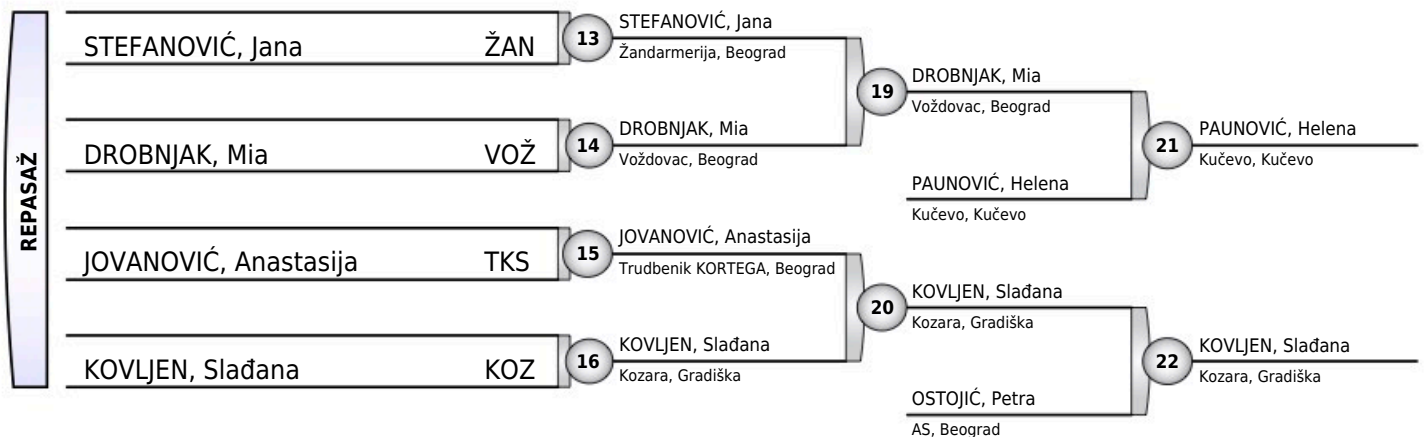 REPASAŽ
STEFANOVIĆ, Jana ŽAN
DROBNJAK, Mia VOŽ
JOVANOVIĆ, Anastasija TKS
KOVLJEN, Slađana KOZ
13
STEFANOVIĆ, Jana
Žandarmerija, Beograd
14
DROBNJAK, Mia
Voždovac, Beograd
15
JOVANOVIĆ, Anastasija
Trudbenik KORTEGA, Beograd
16
KOVLJEN, Slađana
Kozara, Gradiška
19
DROBNJAK, Mia
Voždovac, Beograd
PAUNOVIĆ, Helena
Kučevo, Kučevo
20
KOVLJEN, Slađana
Kozara, Gradiška
OSTOJIĆ, Petra
AS, Beograd
21
PAUNOVIĆ, Helena
Kučevo, Kučevo
22
KOVLJEN, Slađana
Kozara, Gradiška